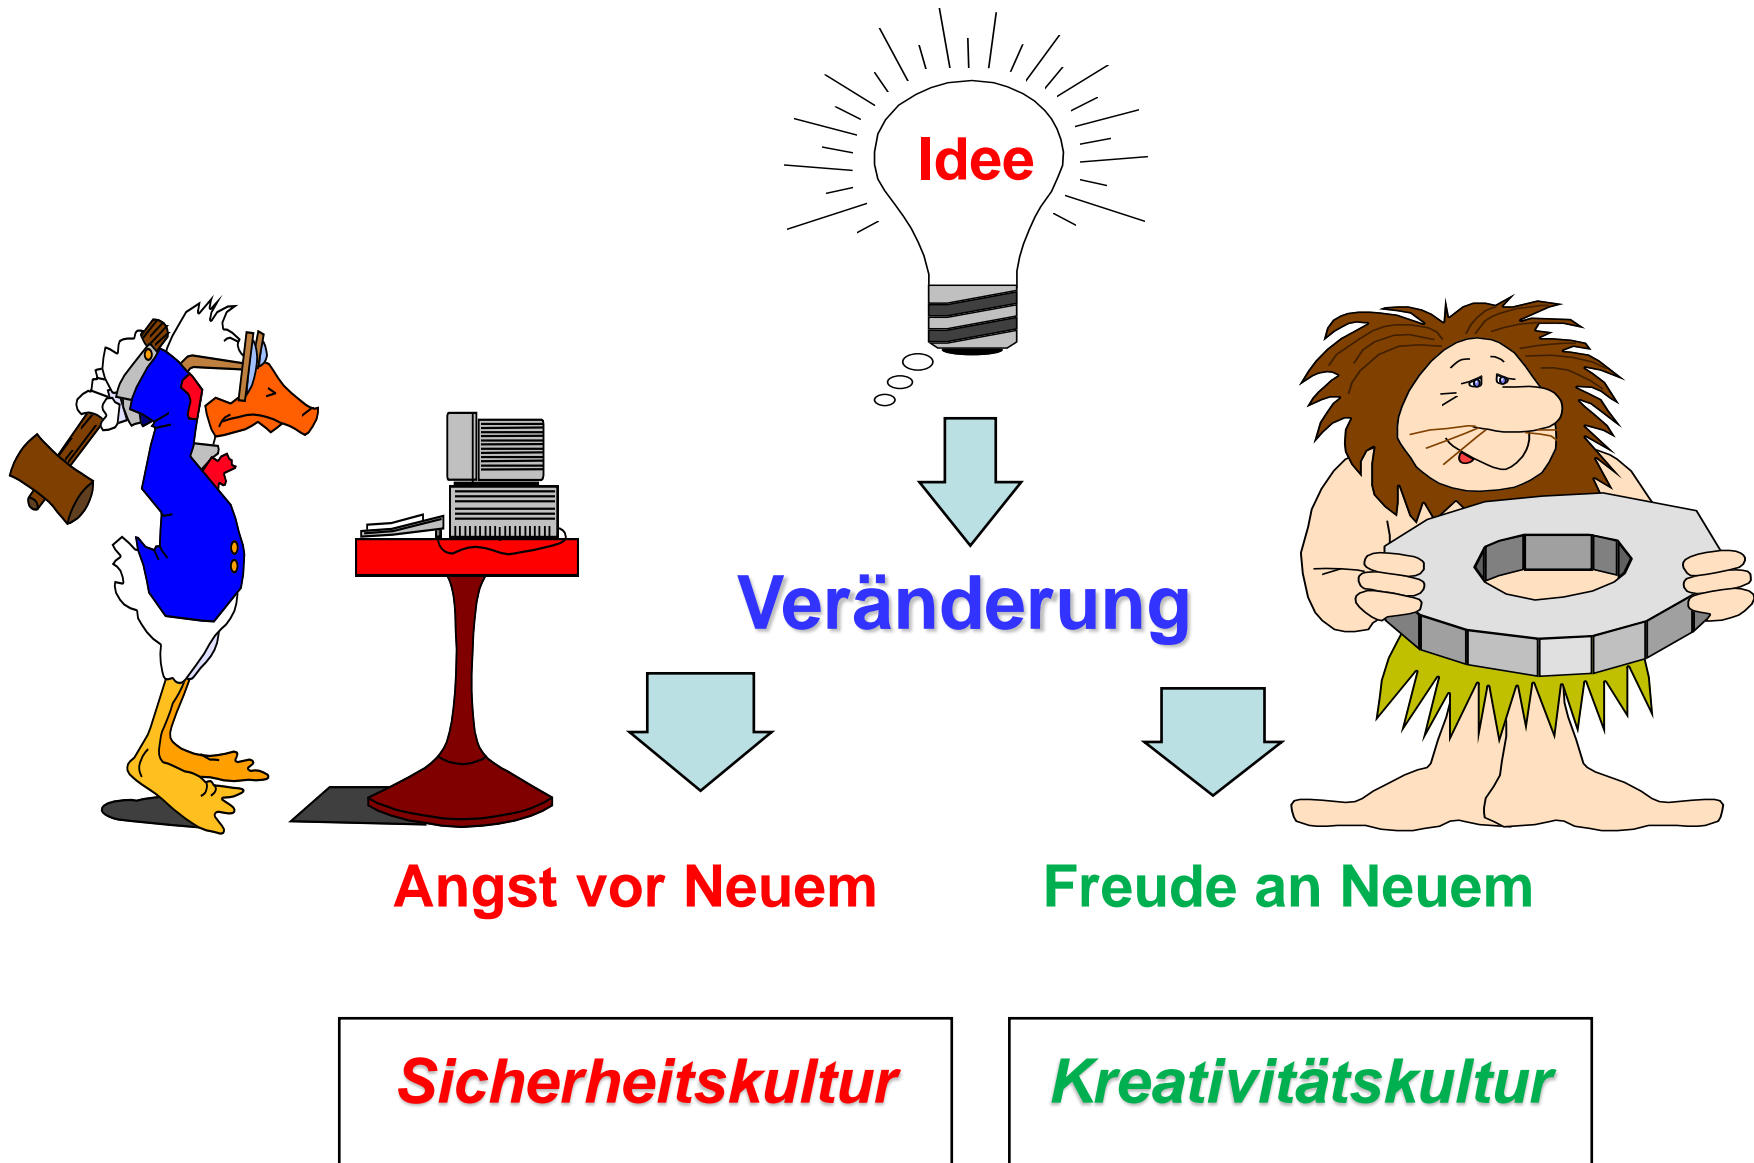 Idee
Veränderung
Angst vor Neuem
Freude an Neuem
Sicherheitskultur
Kreativitätskultur